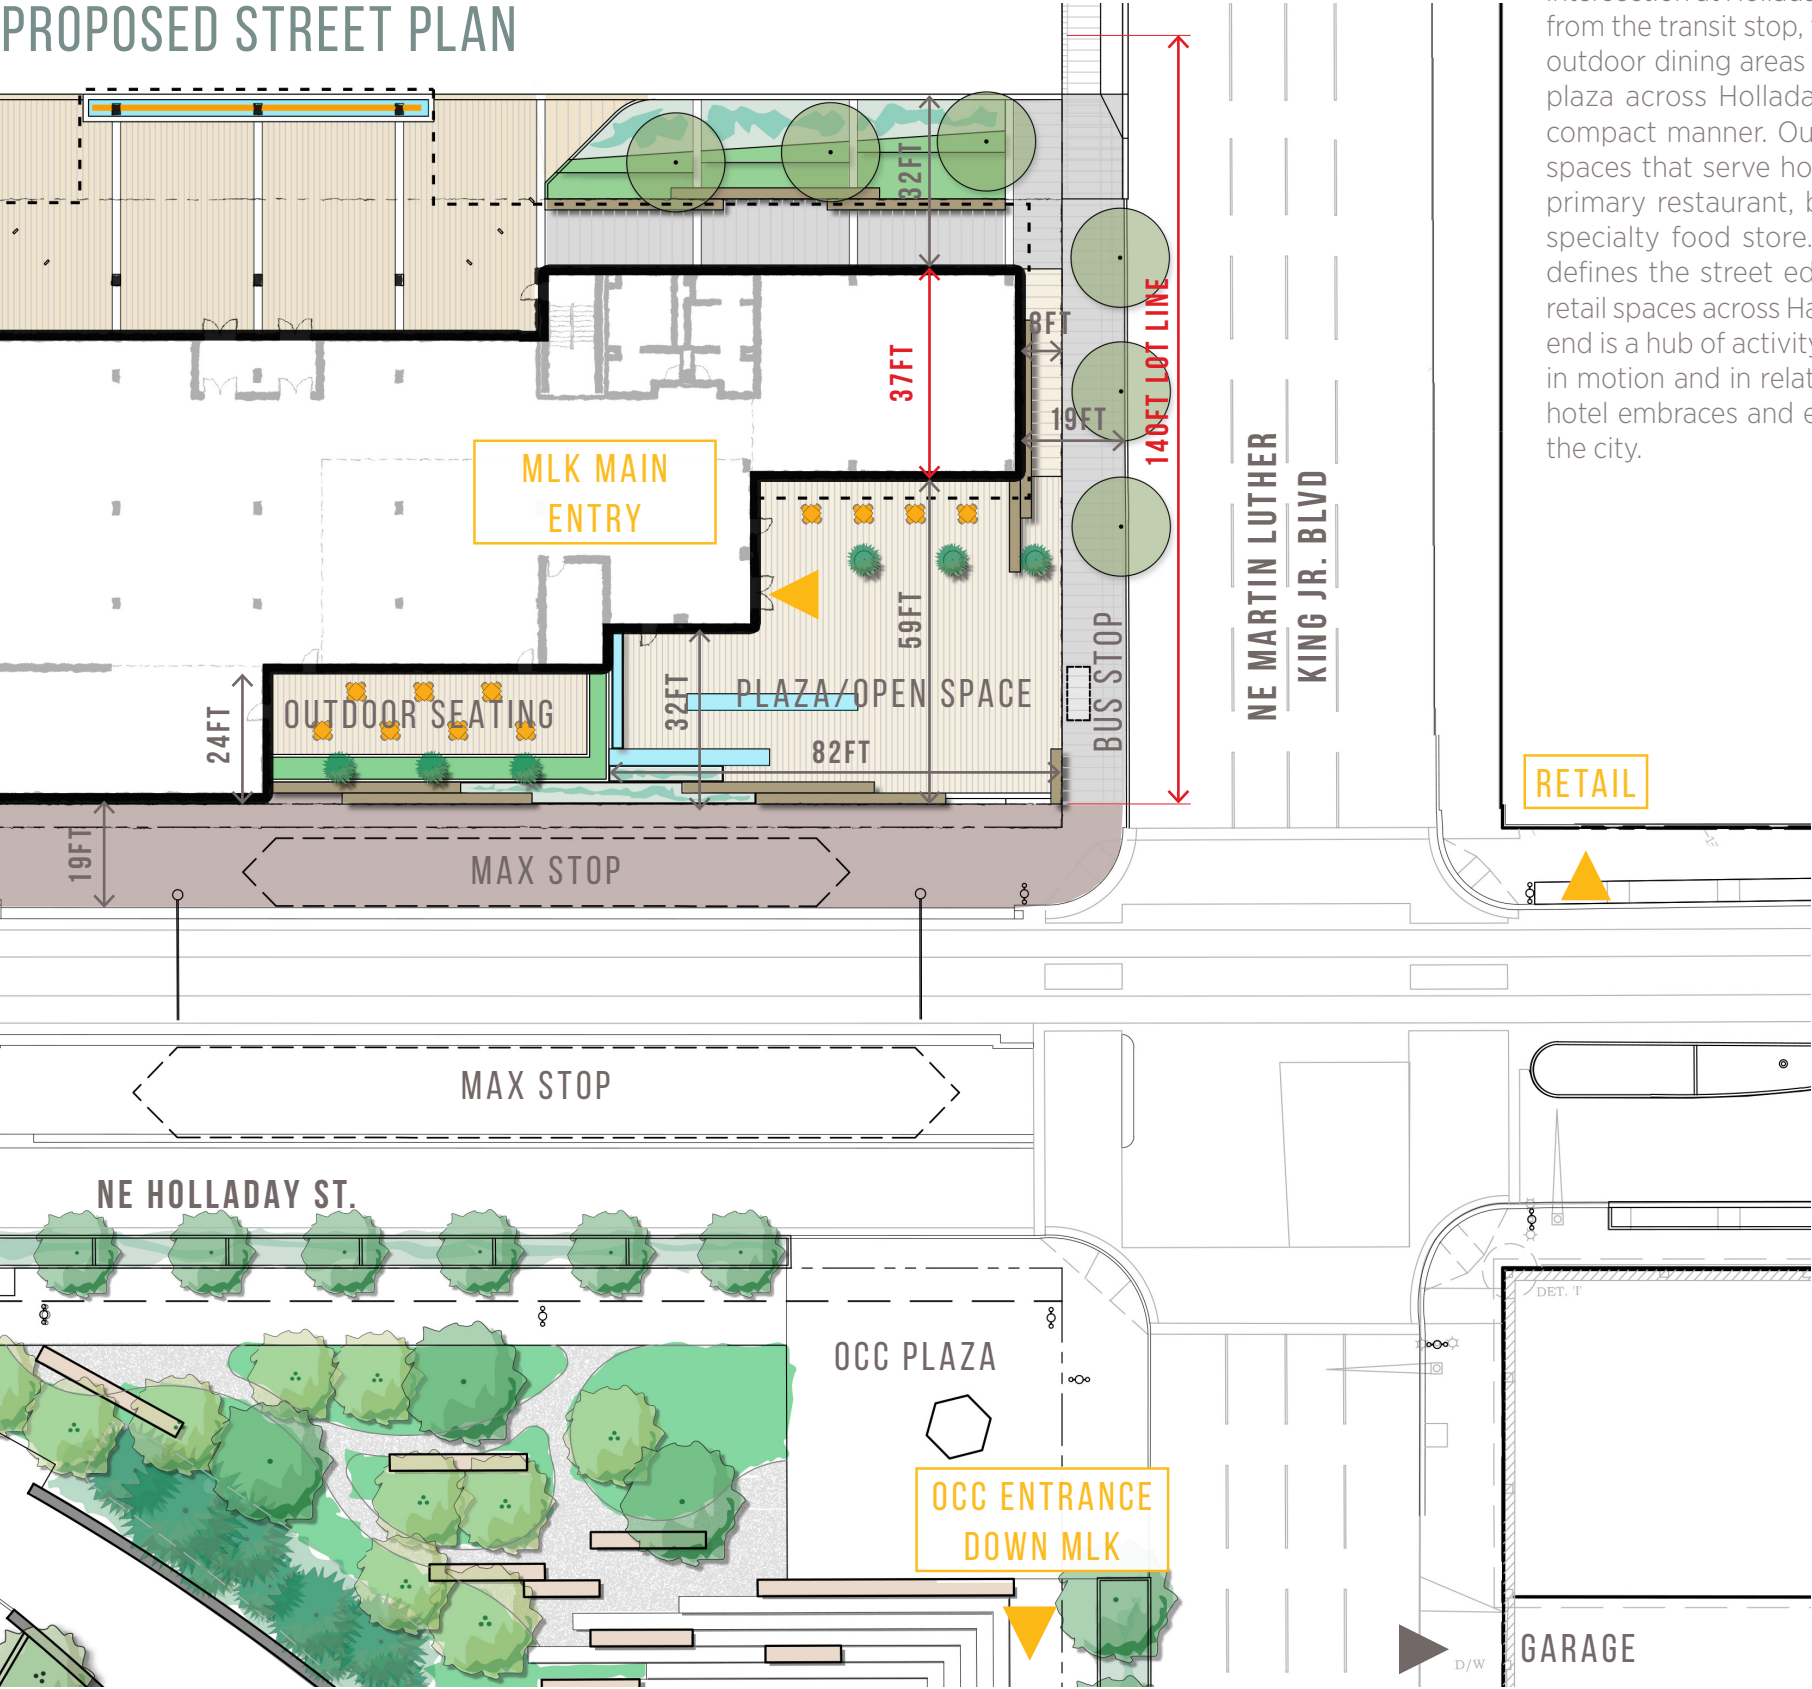 PROPOSED STREET PLAN
from the transit stop,
outdoor dining areas
plaza across Hollada
compact manner. Ou
spaces that serve ho
primary restaurant, b
specialty food store.
defines the street ed
retail spaces across Ha
end is a hub of activity
in motion and in relat
hotel embraces and e
the city.
32FT
8FT
37FT
19FT
140FT LOT LINE
MLK MAIN
ENTRY
NE MARTIN LUTHER
KING JR. BLVD
59FT
BUS STOP
PLAZA/OPEN SPACE
32FT
OUTDOOR SEATING
24FT
82FT
RETAIL
19FT
MAX STOP
MAX STOP
NE HOLLADAY ST.
DET. '1'
OCC PLAZA
OCC ENTRANCE
DOWN MLK
GARAGE
D/W